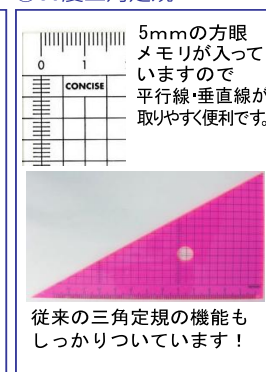 5mmの方眼
メモリが入って
いますので
平行線・垂直線が
取りやすく便利です。
0 1
CONCISE
従来の三角定規の機能も
しっかりついています！